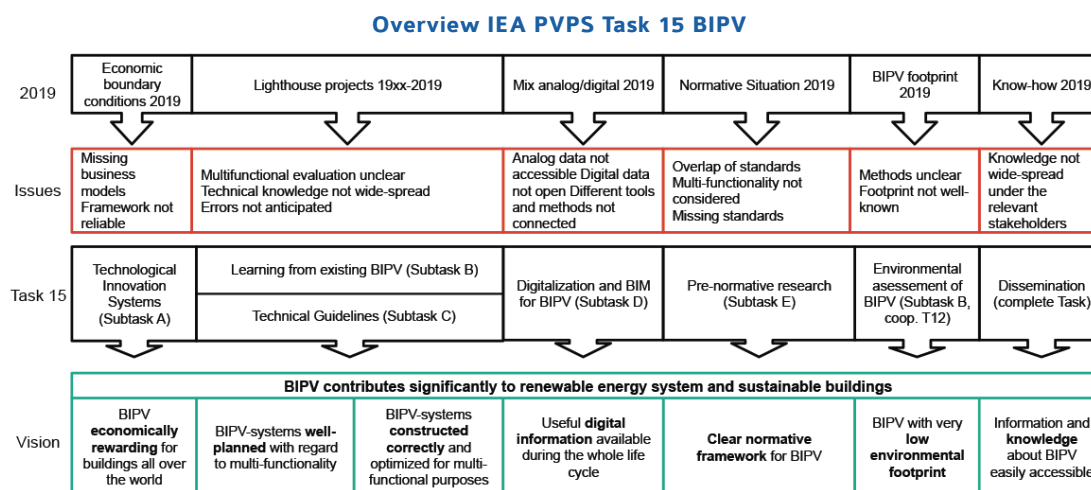 Overview IEA PVPS Task 15 BIPV
2019
Economic
boundary
conditions 2019
Lighthouse projects 19xx-2019
Mix analog/digital 2019
Normative Situation 2019
BIPV footprint
2019
Know-how 2019
Issues
Missing
business
models
Framework not
reliable
Multifunctional evaluation unclear
Technical knowledge not wide-spread
Errors not anticipated
Analog data not
accessible Digital data
not open Different tools
and methods not
connected
Overlap of standards
Multi-functionality not
considered
Missing standards
Methods unclear
Footprint not well-
known
Knowledge not
wide-spread
under the
relevant
stakeholders
Task 15
Technological
Innovation
Systems
(Subtask A)
Learning from existing BIPV (Subtask B)
Technical Guidelines (Subtask C)
Digitalization and BIM
for BIPV (Subtask D)
Pre-normative research
(Subtask E)
Environmental
asessment of
BIPV (Subtask B,
coop. T12)
Dissemination
(complete Task)
Vision
BIPV contributes significantly to renewable energy system and sustainable buildings
BIPV
economically
rewarding for
buildings all over
the world
BIPV-systems well-
planned with regard
to multi-functionality
BIPV-systems
constructed
correctly and
optimized for multi-
functional purposes
Useful digital
information available
during the whole life
cycle
Clear normative
framework for BIPV
BIPV with very
low
environmental
footprint
Information and
knowledge
about BIPV
easily accessible